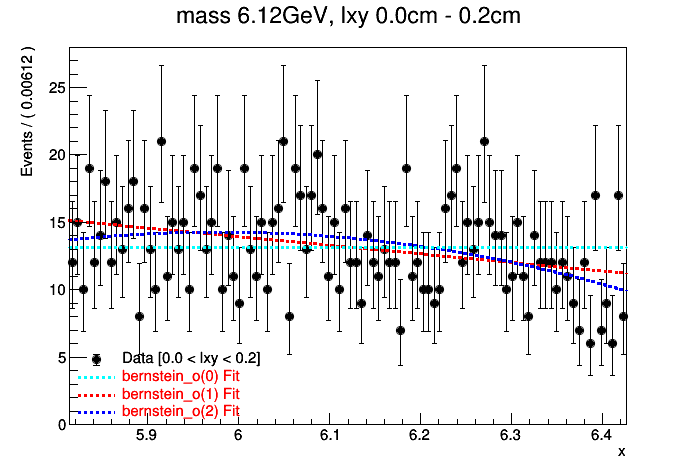 mass 6.12GeV, lxy 0.0cm - 0.2cm
Events / ( 0.00612 )
25
20
15
10
5
0
Data [0.0 < lxy < 0.2]
bernstein_o(0) Fit
bernstein_o(1) Fit
bernstein_o(2) Fit
5.9 6 6.1 6.2 6.3 6.4
x